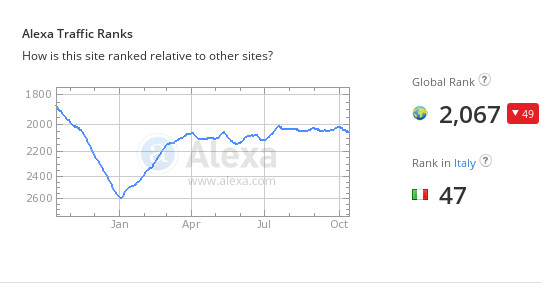 Alexa Traffic Ranks
How is this site ranked relative to other sites?
Global Rank ?
2,067 49
Rank in Italy ?
47
1800
2000
2200
2400
2600
Jan Apr Jul Oct
Alexa
www.alexa.com